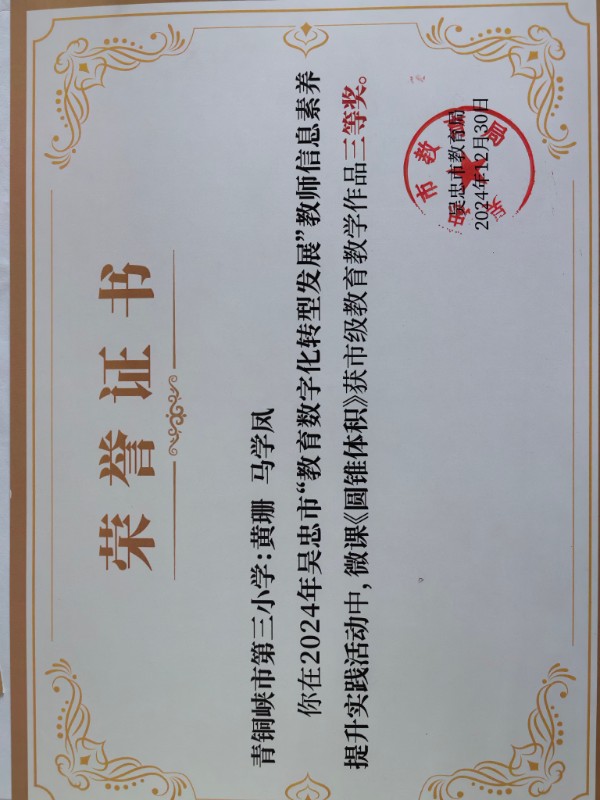 荣誉证书
青铜峡市第三小学:黄珊 马学凤
你在2024年吴忠市“教育数字化转型发展”教师信息素养
提升实践活动中,微课《圆锥体积》获市级教育教学作品三等奖。
吴忠市教育局
2024年12月30日